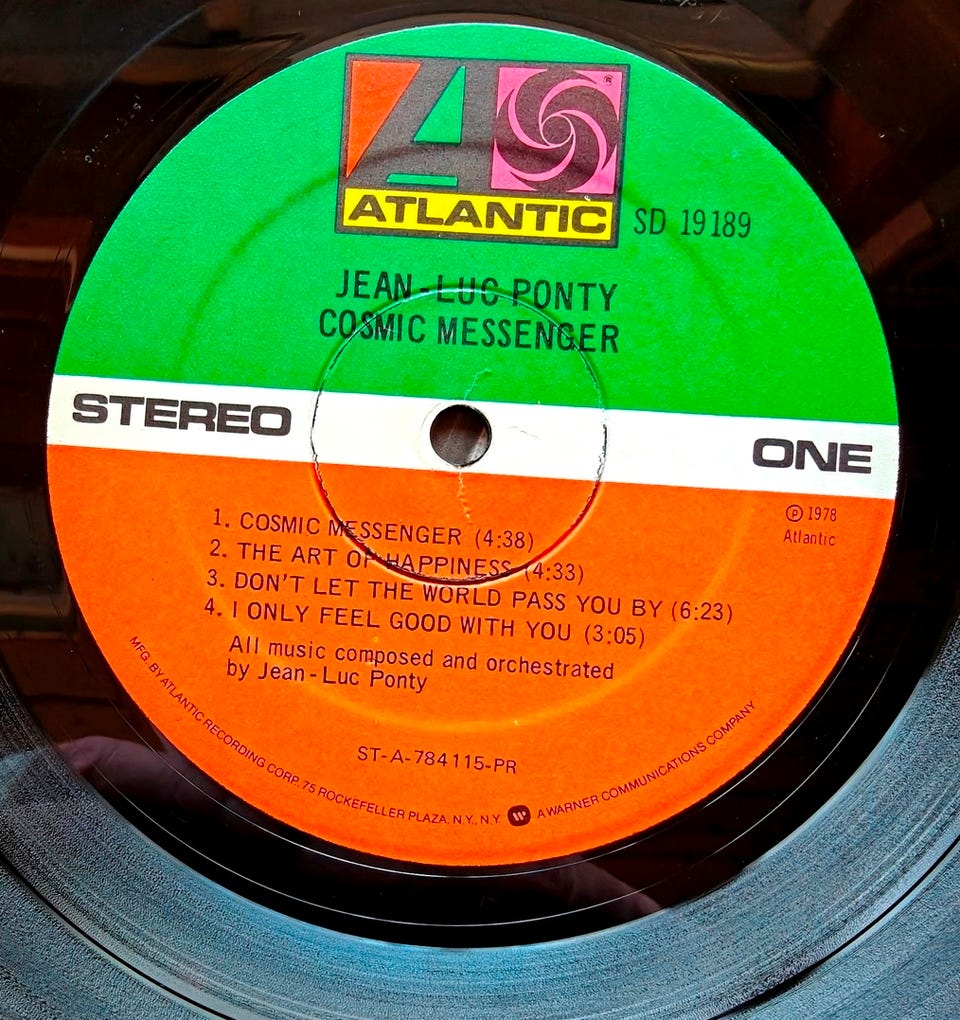 ATLANTIC
®
SD 19189
JEAN-LUC PONTY
COSMIC MESSENGER
STEREO
ONE
℗ 1978
Atlantic
1. COSMIC MESSENGER (4:38)
2. THE ART OF HAPPINESS (4:33)
3. DON'T LET THE WORLD PASS YOU BY (6:23)
4. I ONLY FEEL GOOD WITH YOU (3:05)
All music composed and orchestrated
by Jean-Luc Ponty
ST-A-784115-PR
MFG. BY ATLANTIC RECORDING CORP. 75 ROCKEFELLER PLAZA. N.Y., N.Y. A WARNER COMMUNICATIONS COMPANY